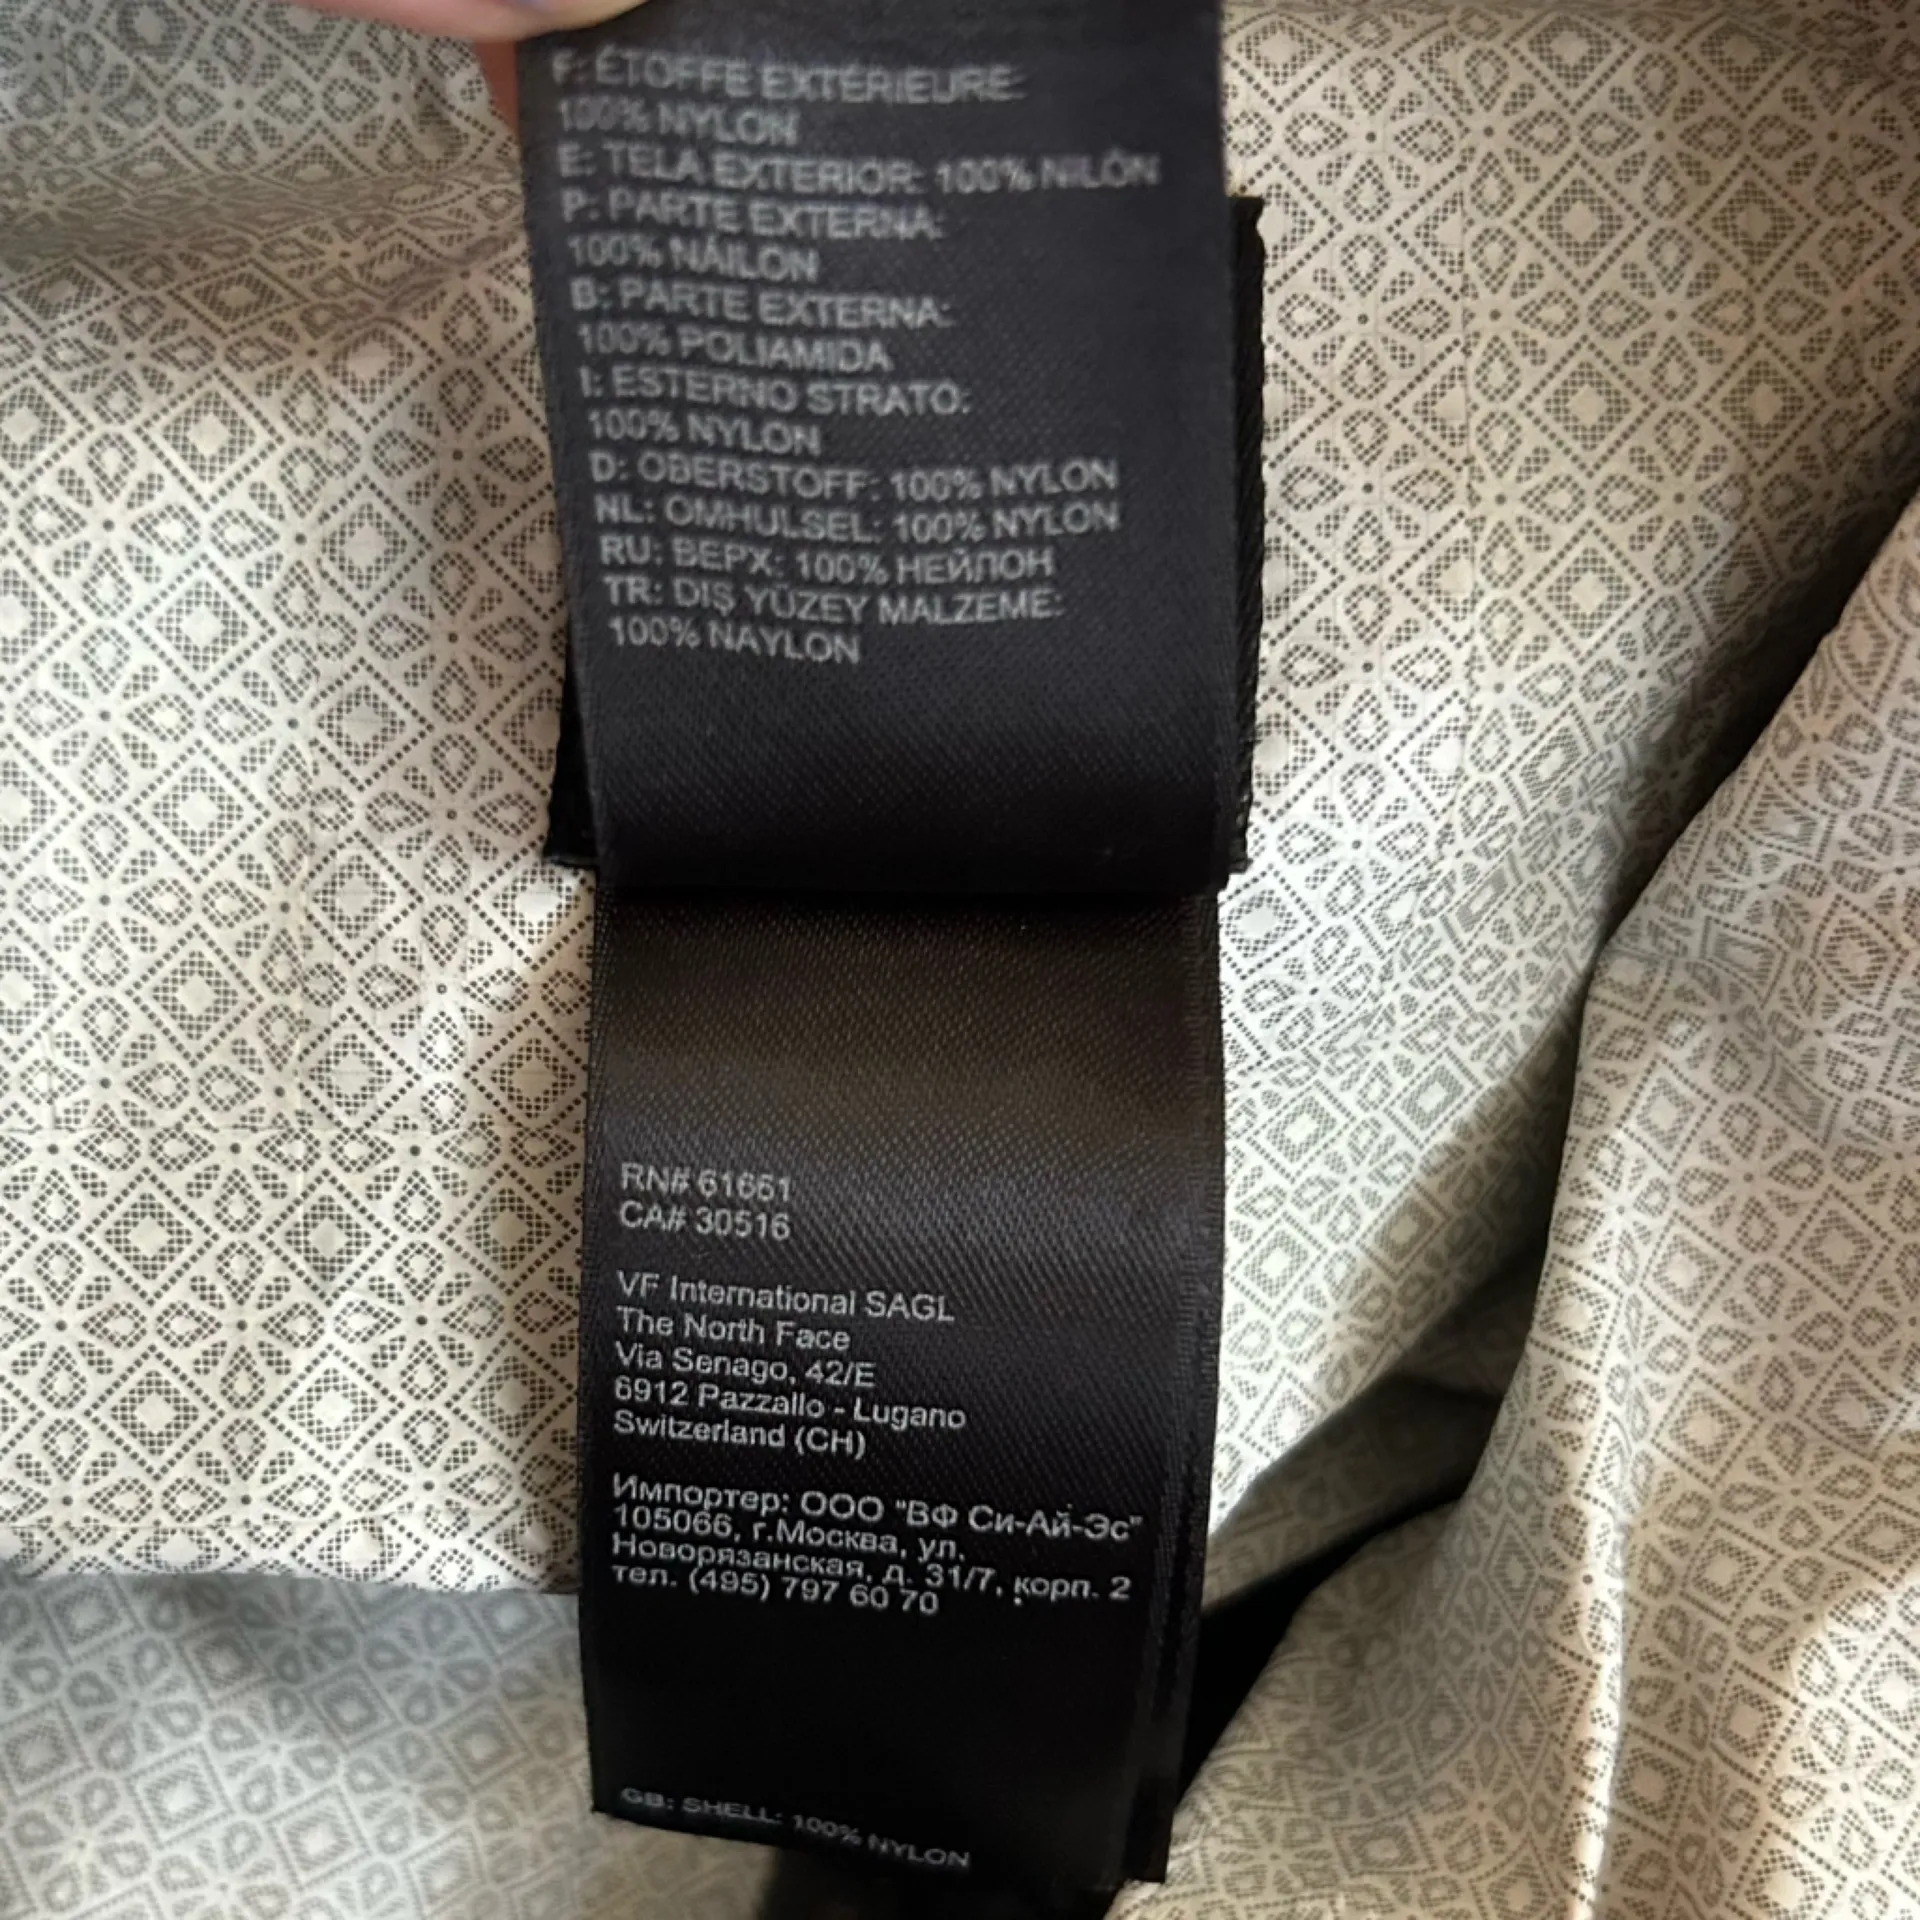 F: ÉTOFFE EXTÉRIEURE:
100% NYLON
E: TELA EXTERIOR: 100% NILÓN
P: PARTE EXTERNA:
100% NÁILON
B: PARTE EXTERNA:
100% POLIAMIDA
I: ESTERNO STRATO:
100% NYLON
D: OBERSTOFF: 100% NYLON
NL: OMHULSEL: 100% NYLON
RU: ВЕРХ: 100% НЕЙЛОН
TR: DIŞ YÜZEY MALZEME:
100% NAYLON
RN# 61661
CA# 30516
VF International SAGL
The North Face
Via Senago, 42/E
6912 Pazzallo - Lugano
Switzerland (CH)
Импортер: ООО "ВФ Си-Ай-Эс"
105066, г.Москва, ул.
Новорязанская, д. 31/7, корп. 2
тел. (495) 797 60 70
GB: SHELL: 100% NYLON